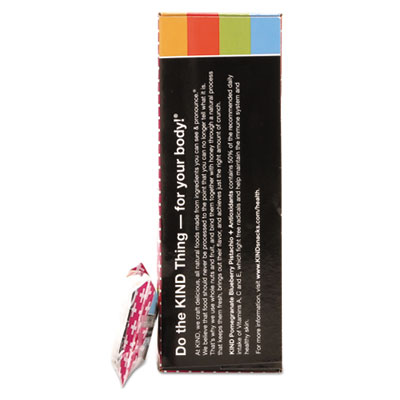 Do the KIND Thing — for your body!®
At KIND, we craft delicious, all natural foods made from ingredients you can see & pronounce.®
We believe that food should never be processed to the point that you can no longer tell what it is.
That's why we use whole nuts and fruit, and bind them together with honey through a natural process
that keeps them fresh, brings out their flavor, and achieves just the right amount of crunch.
KIND Pomegranate Blueberry Pistachio + Antioxidants contains 50% of the recommended daily
intake of Vitamins A, C and E, which fight free radicals and help maintain the immune system and
healthy skin.
For more information, visit www.KINDsnacks.com/health.